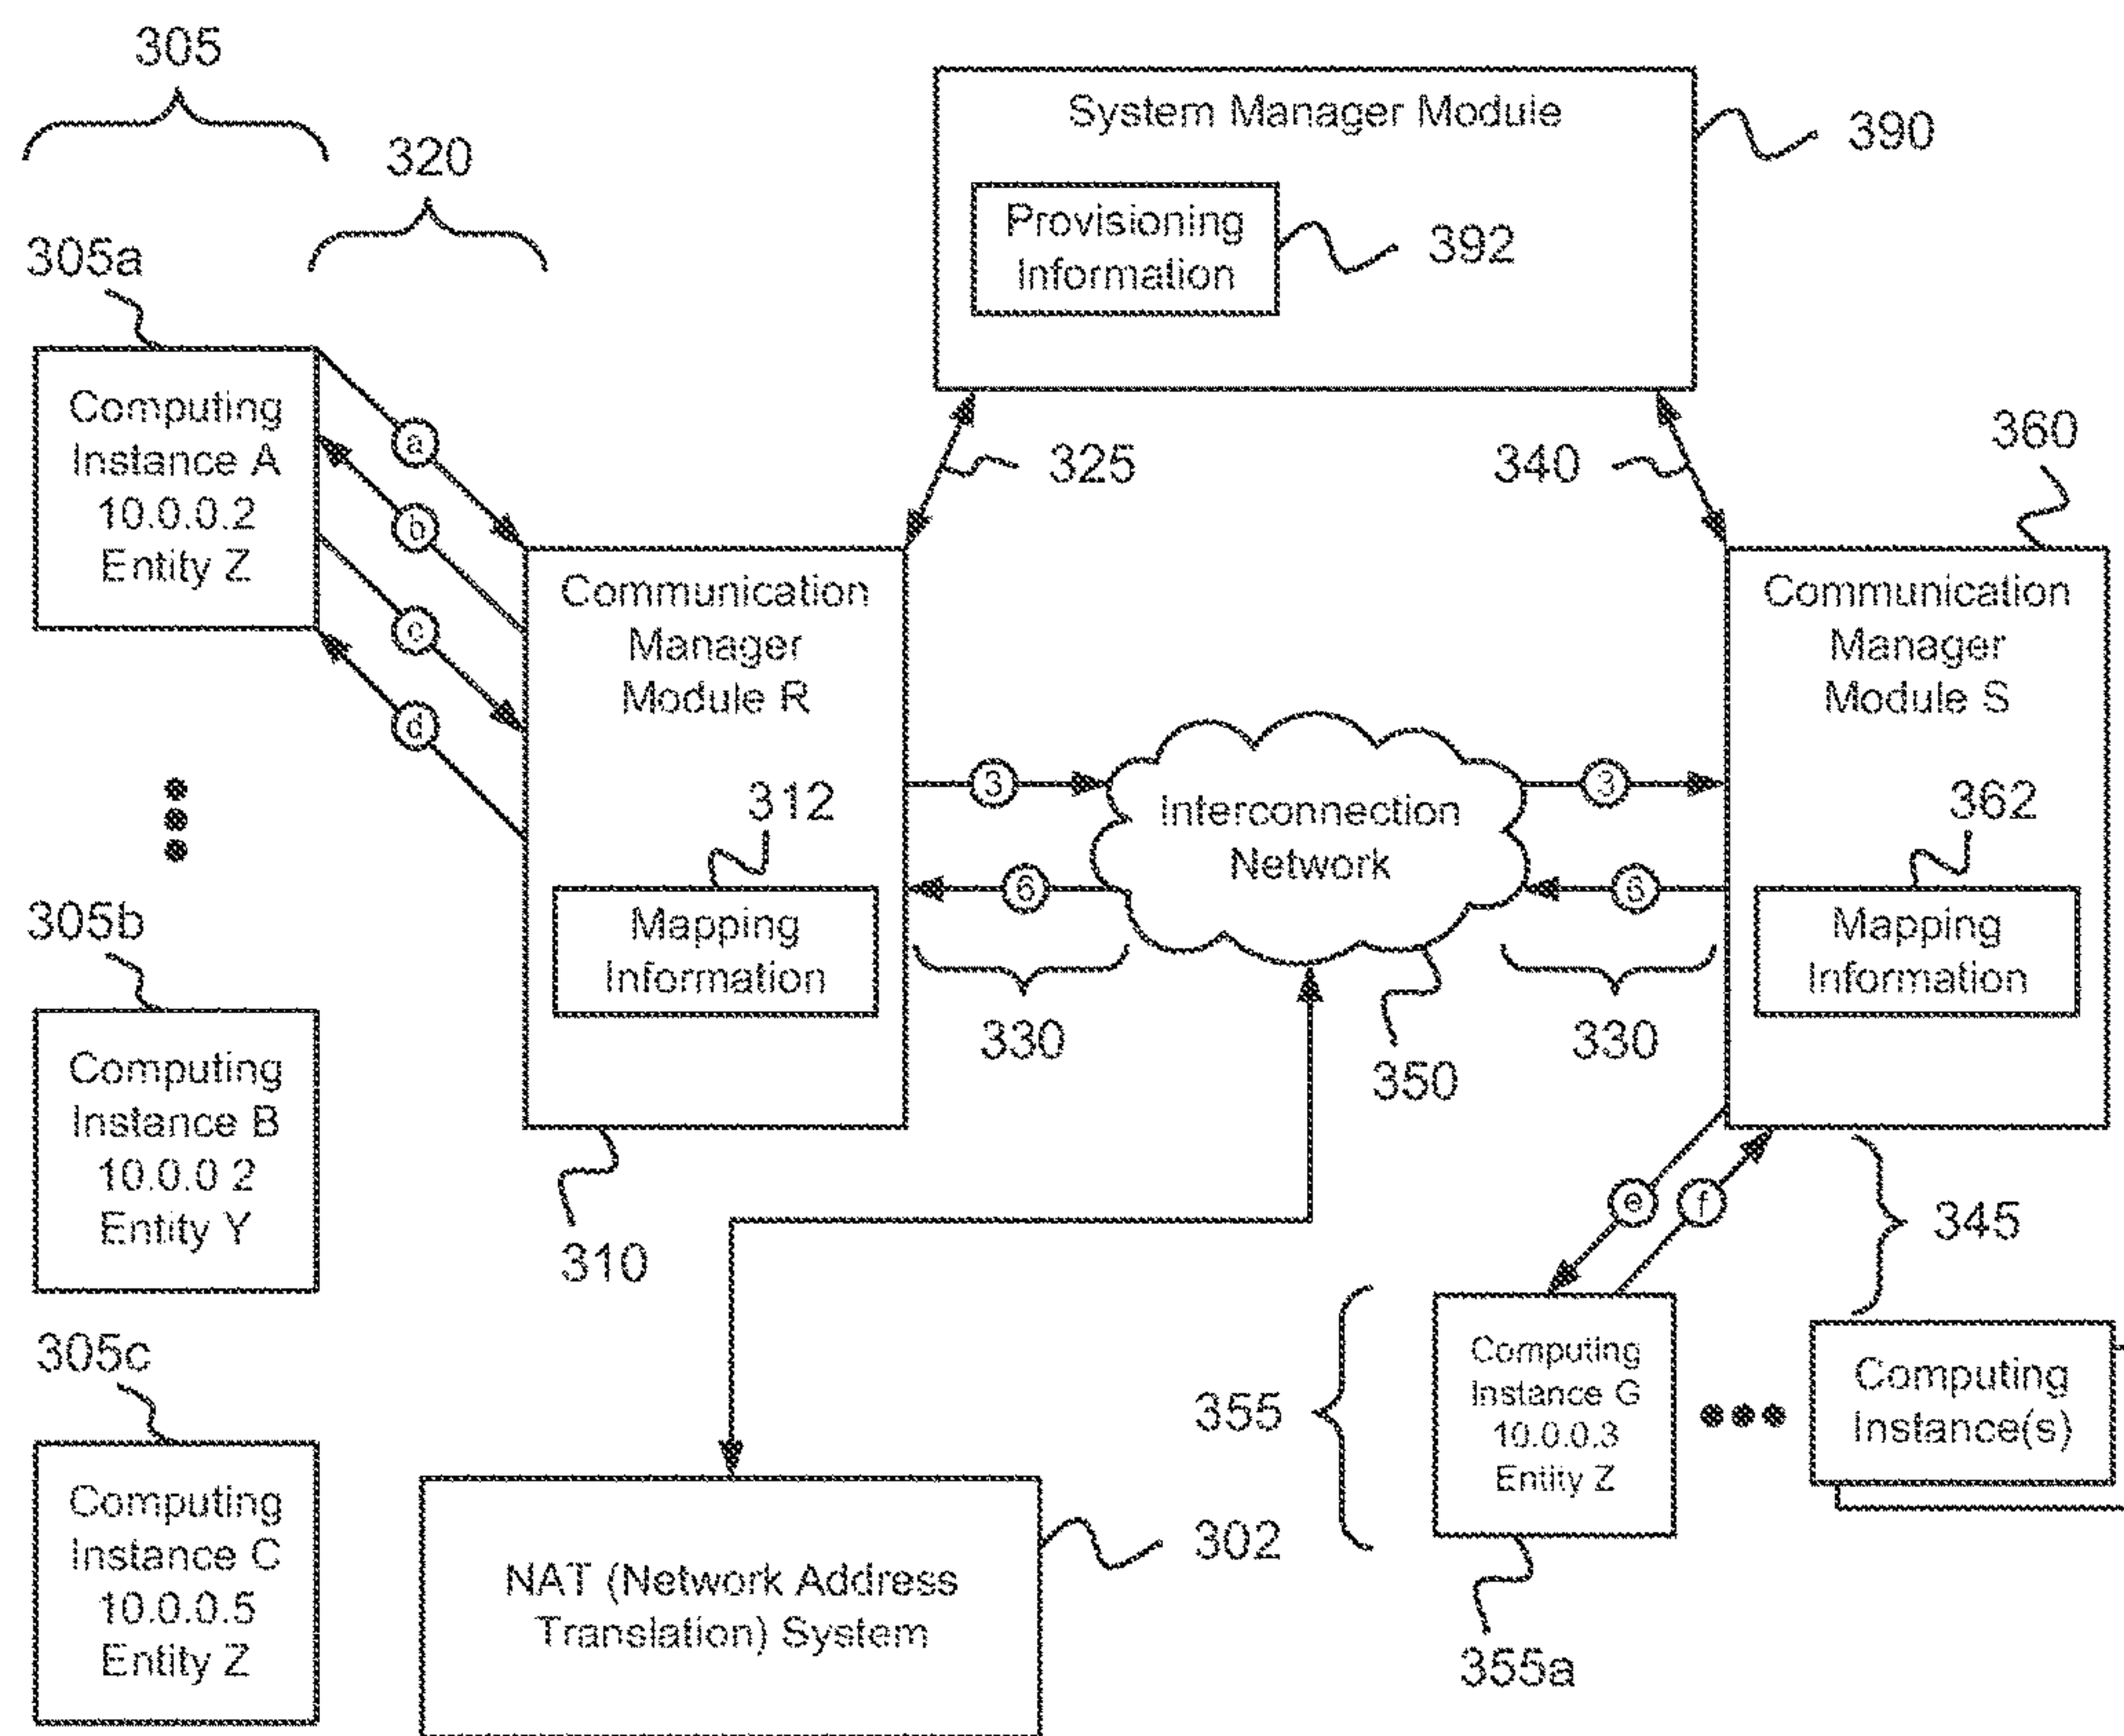 305
320
System Manager Module
390
Provisioning
Information
392
305a
Computing
Instance A
10.0.0.2
Entity Z
a
b
c
d
325
340
360
Communication
Manager
Module R
Communication
Manager
Module S
3
3
312
Interconnection
Network
362
6
6
Mapping
Information
Mapping
Information
330
350
330
305b
Computing
Instance B
10.0.0 2
Entity Y
310
e
f
345
305c
Computing
Instance C
10.0.0.5
Entity Z
355
Computing
Instance G
10.0.0.3
Entity Z
Computing
Instance(s)
NAT (Network Address
Translation) System
302
355a